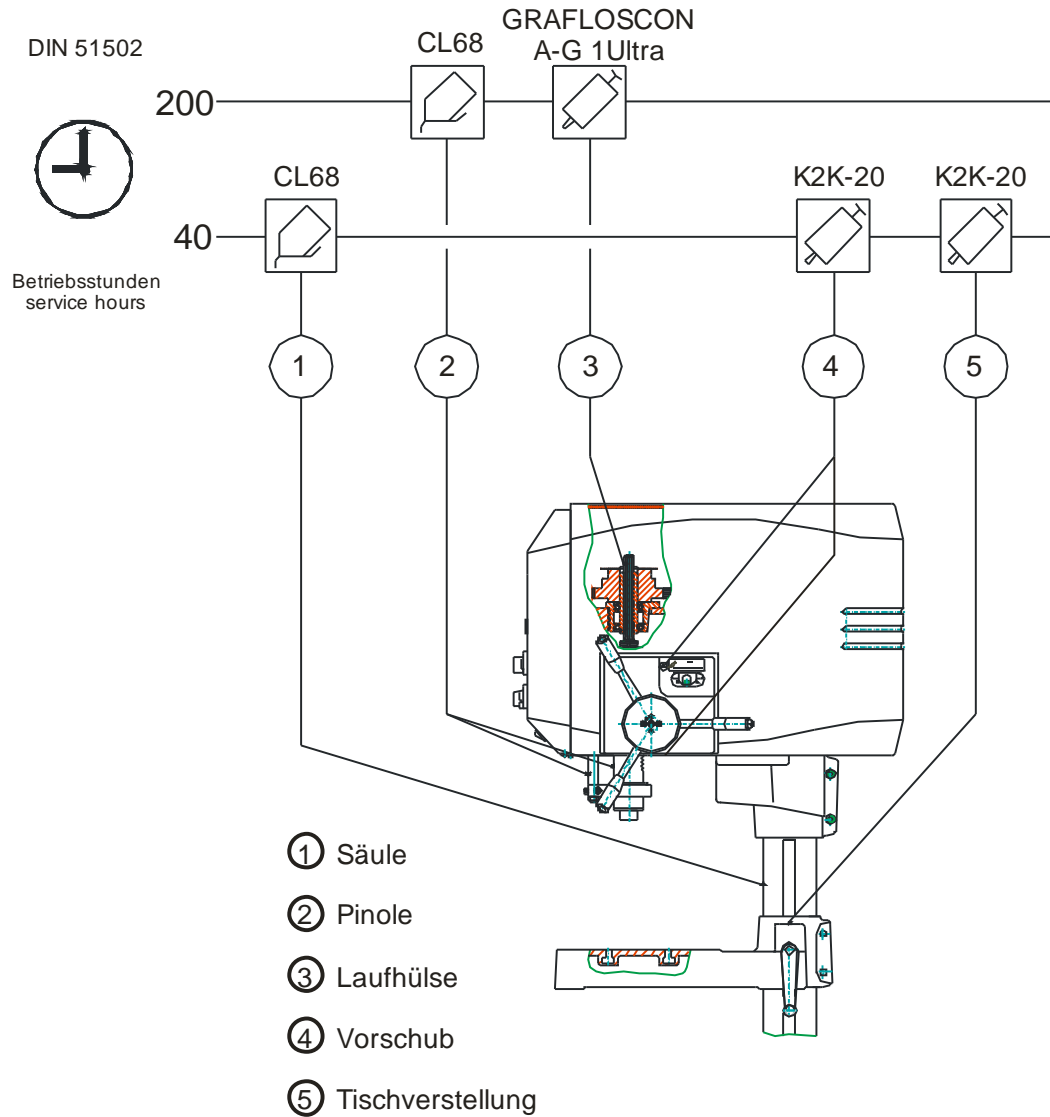 DIN 51502
CL68
GRAFLOSCON
A-G 1Ultra
200
CL68
K2K-20
K2K-20
40
Betriebsstunden
service hours
1
2
3
4
5
1 Säule
2 Pinole
3 Laufhülse
4 Vorschub
5 Tischverstellung